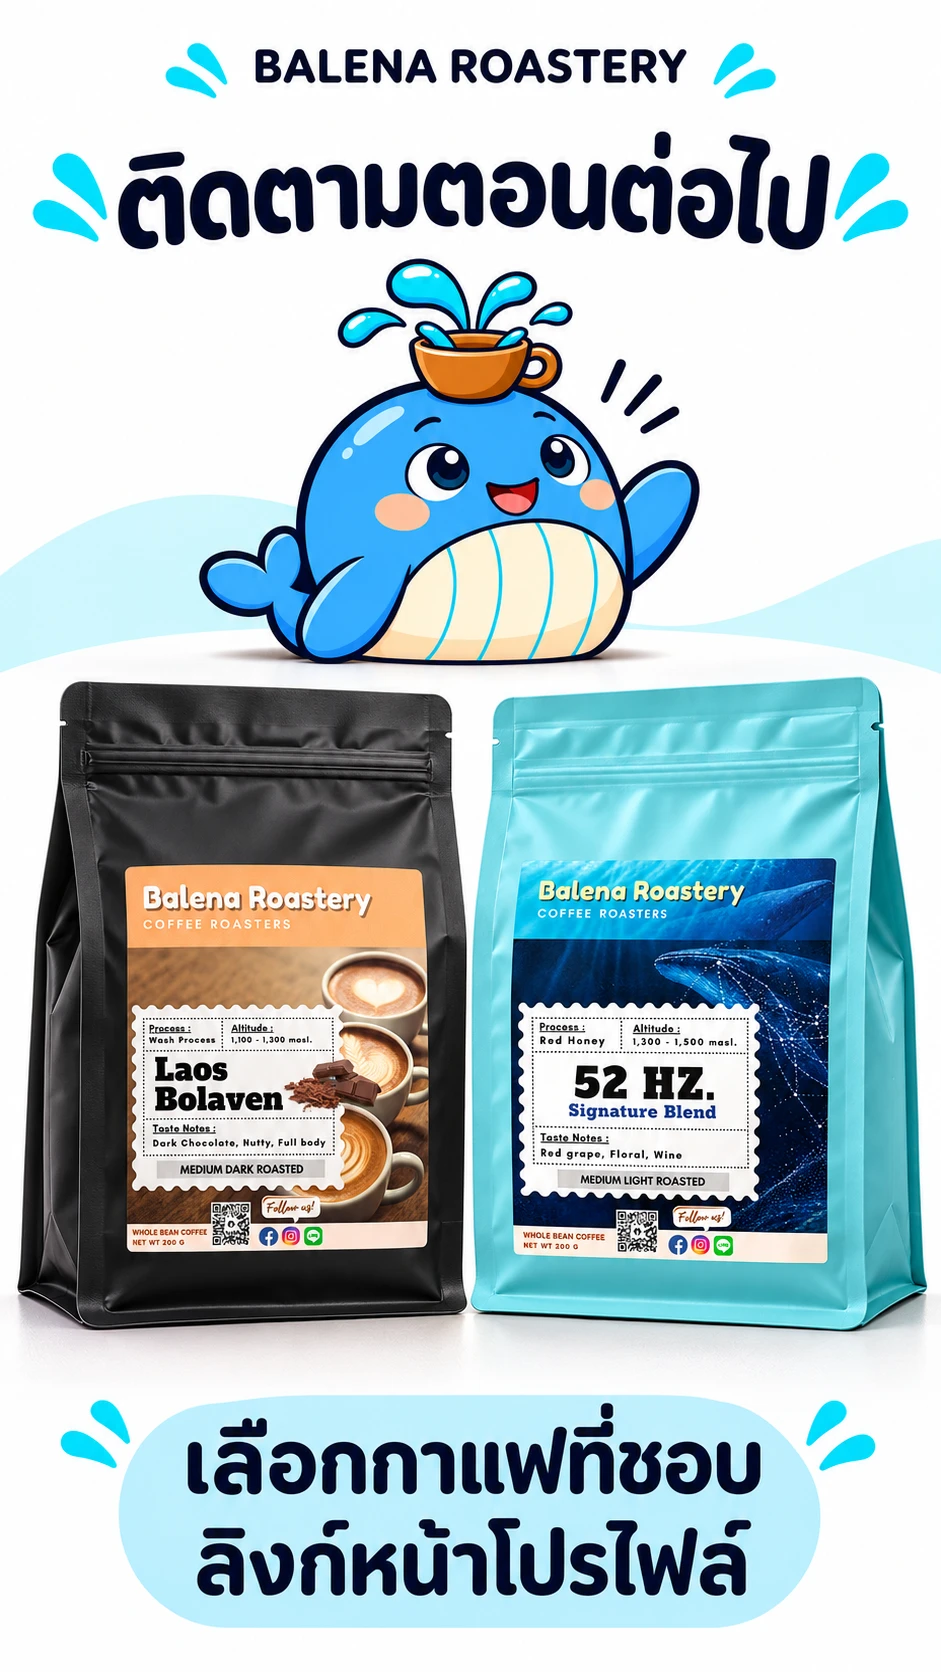 BALENA ROASTERY
ติดตามตอนต่อไป
Balena Roastery
COFFEE ROASTERS
Process :
Wash Process
Altitude :
1,100 - 1,300 masl.
Laos
Bolaven
Taste Notes :
Dark Chocolate, Nutty, Full body
MEDIUM DARK ROASTED
Follow us!
WHOLE BEAN COFFEE
NET WT 200 G
LINE
Balena Roastery
COFFEE ROASTERS
Process :
Red Honey
Altitude :
1,300 - 1,500 masl.
52 HZ.
Signature Blend
Taste Notes :
Red grape, Floral, Wine
MEDIUM LIGHT ROASTED
Follow us!
WHOLE BEAN COFFEE
NET WT 200 G
LINE
เลือกกาแฟที่ชอบ
ลิงก์หน้าโปรไฟล์